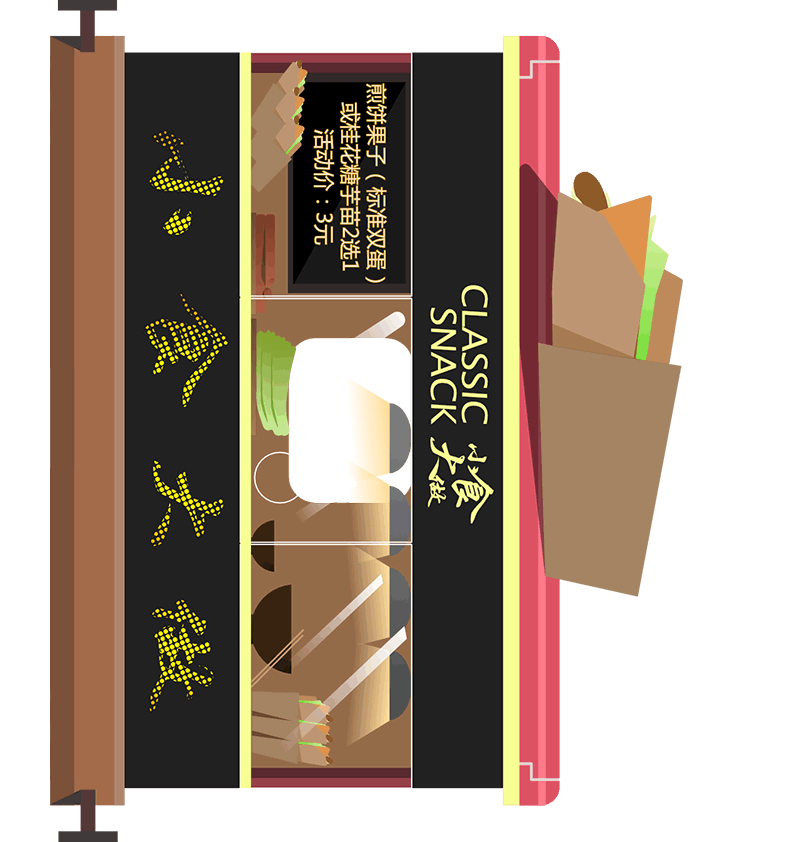 CLASSIC
SNACK
小食
大做
煎饼果子（标准双蛋）
或桂花糖芋苗2选1
活动价：3元
小食大做